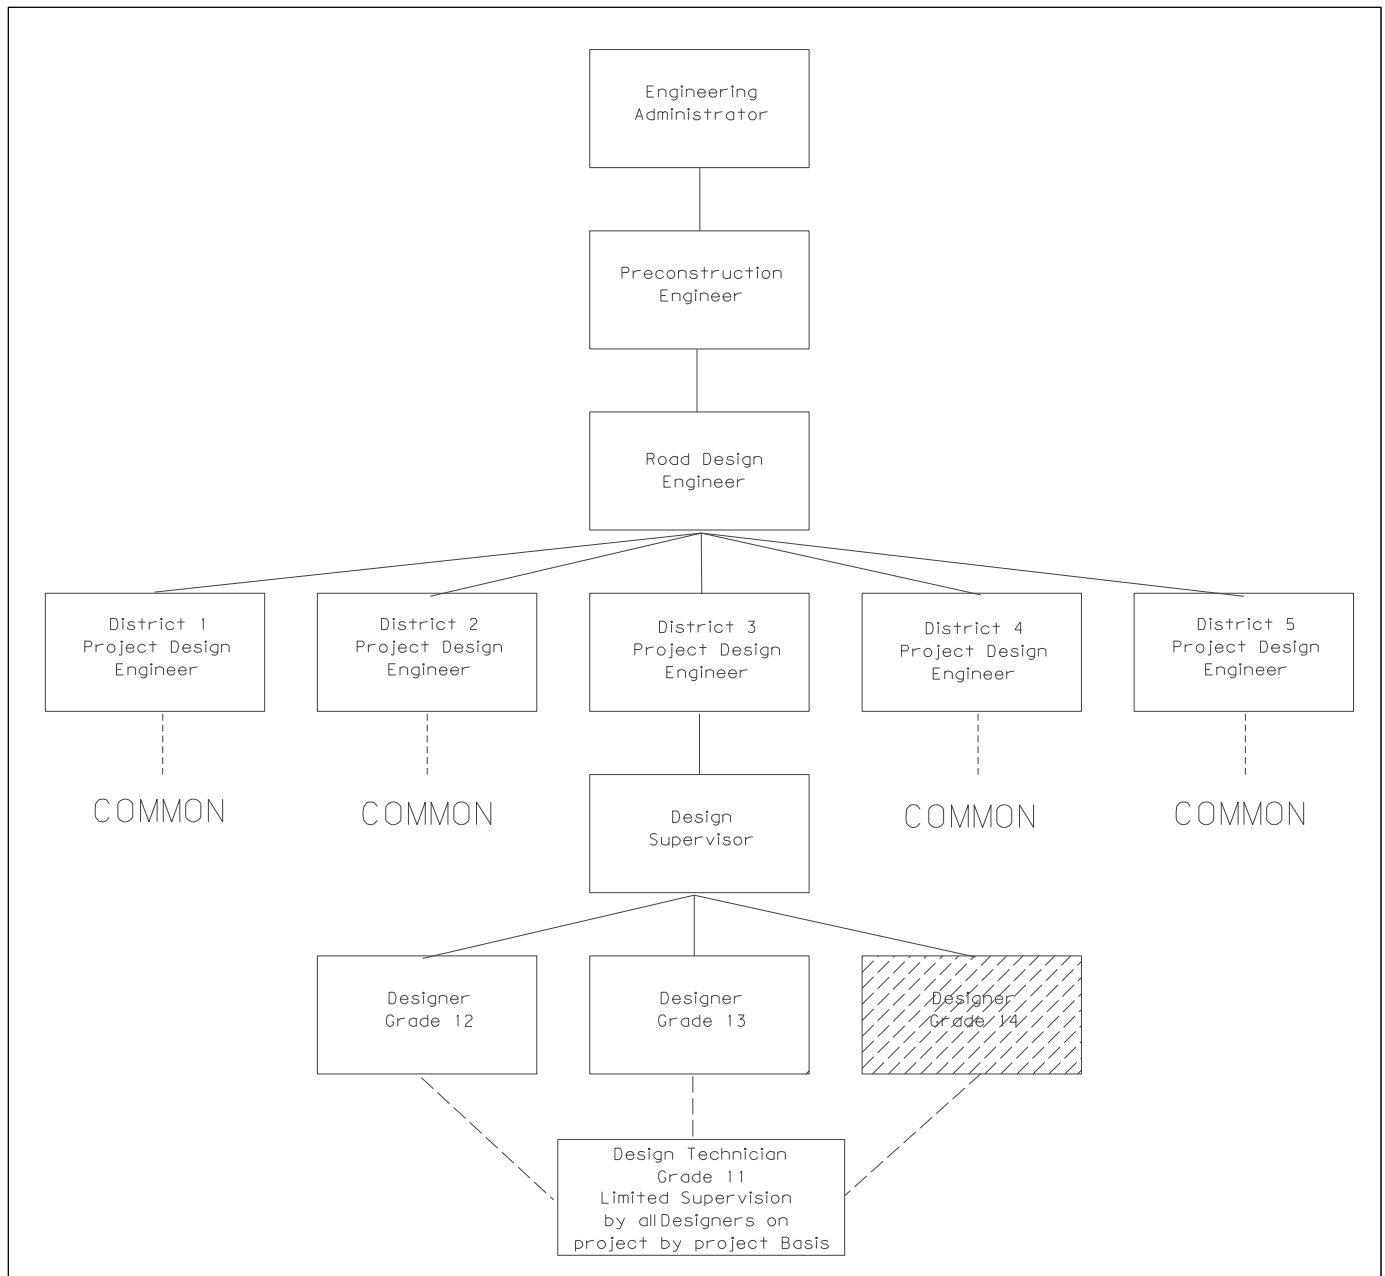 Engineering
Administrator
Preconstruction
Engineer
Road Design
Engineer
District 1
Project Design
Engineer
District 2
Project Design
Engineer
District 3
Project Design
Engineer
District 4
Project Design
Engineer
District 5
Project Design
Engineer
COMMON
COMMON
Design
Supervisor
COMMON
COMMON
Designer
Grade 12
Designer
Grade 13
Designer
Grade 14
Design Technician
Grade 11
Limited Supervision
by all Designers on
project by project Basis